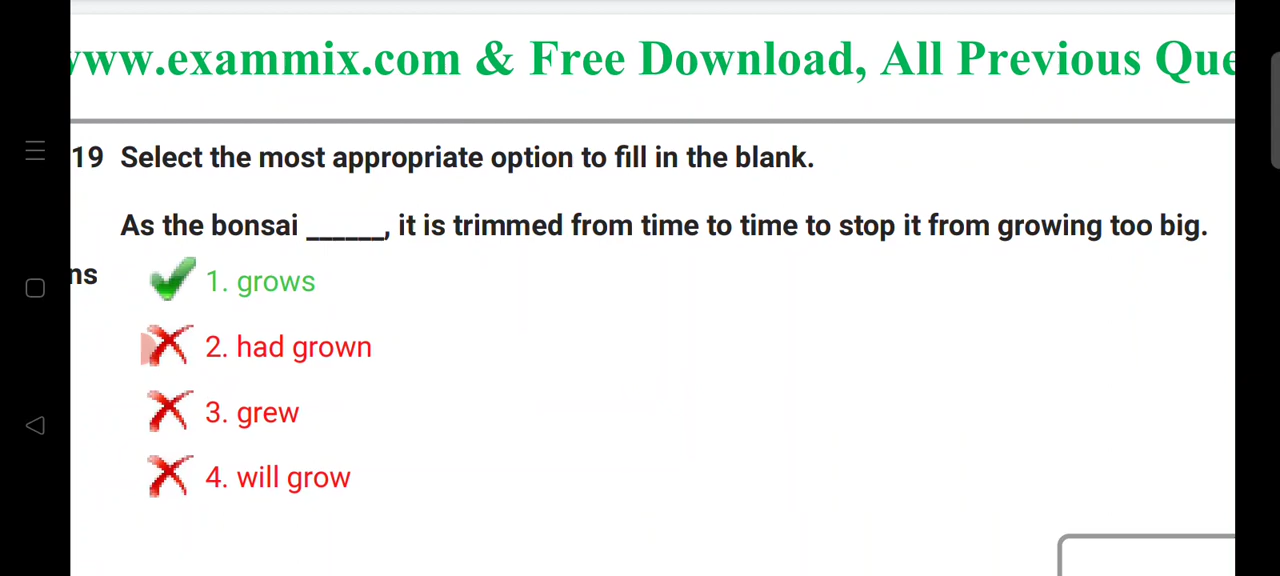 www.exammix.com & Free Download, All Previous Que
19 Select the most appropriate option to fill in the blank.
As the bonsai ______, it is trimmed from time to time to stop it from growing too big.
ns
1. grows
2. had grown
3. grew
4. will grow